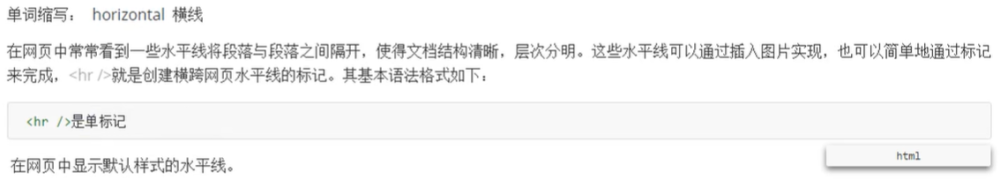 单词缩写： horizontal 横线
在网页中常常看到一些水平线将段落与段落之间隔开，使得文档结构清晰，层次分明。这些水平线可以通过插入图片实现，也可以简单地通过标记
来完成，<hr />就是创建横跨网页水平线的标记。其基本语法格式如下：
<hr />是单标记
html
在网页中显示默认样式的水平线。